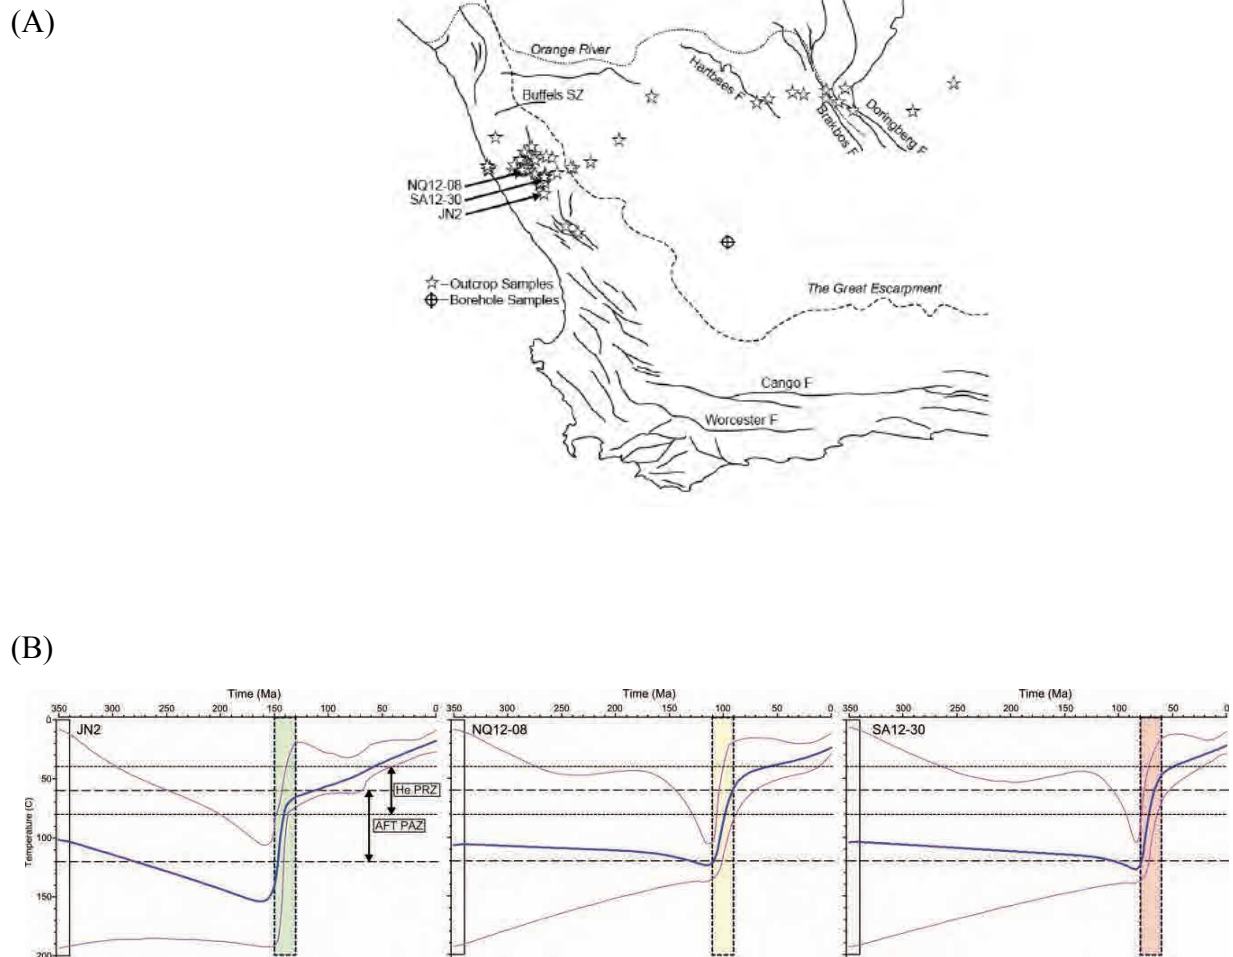 (A)
Orange River
Hartbees F
Buffels SZ
Brakbos F
Doringberg F
NQ12-08
SA12-30
JN2
–Outcrop Samples
–Borehole Samples
The Great Escarpment
Cango F
Worcester F
(B)
Time (Ma) Time (Ma) Time (Ma)
350 300 250 200 150 100 50 0 350 300 250 200 150 100 50 0 350 300 250 200 150 100 50 0
0
JN2 NQ12-08 SA12-30
50
He PRZ
AFT PAZ
Temperature (C)
100
150
200